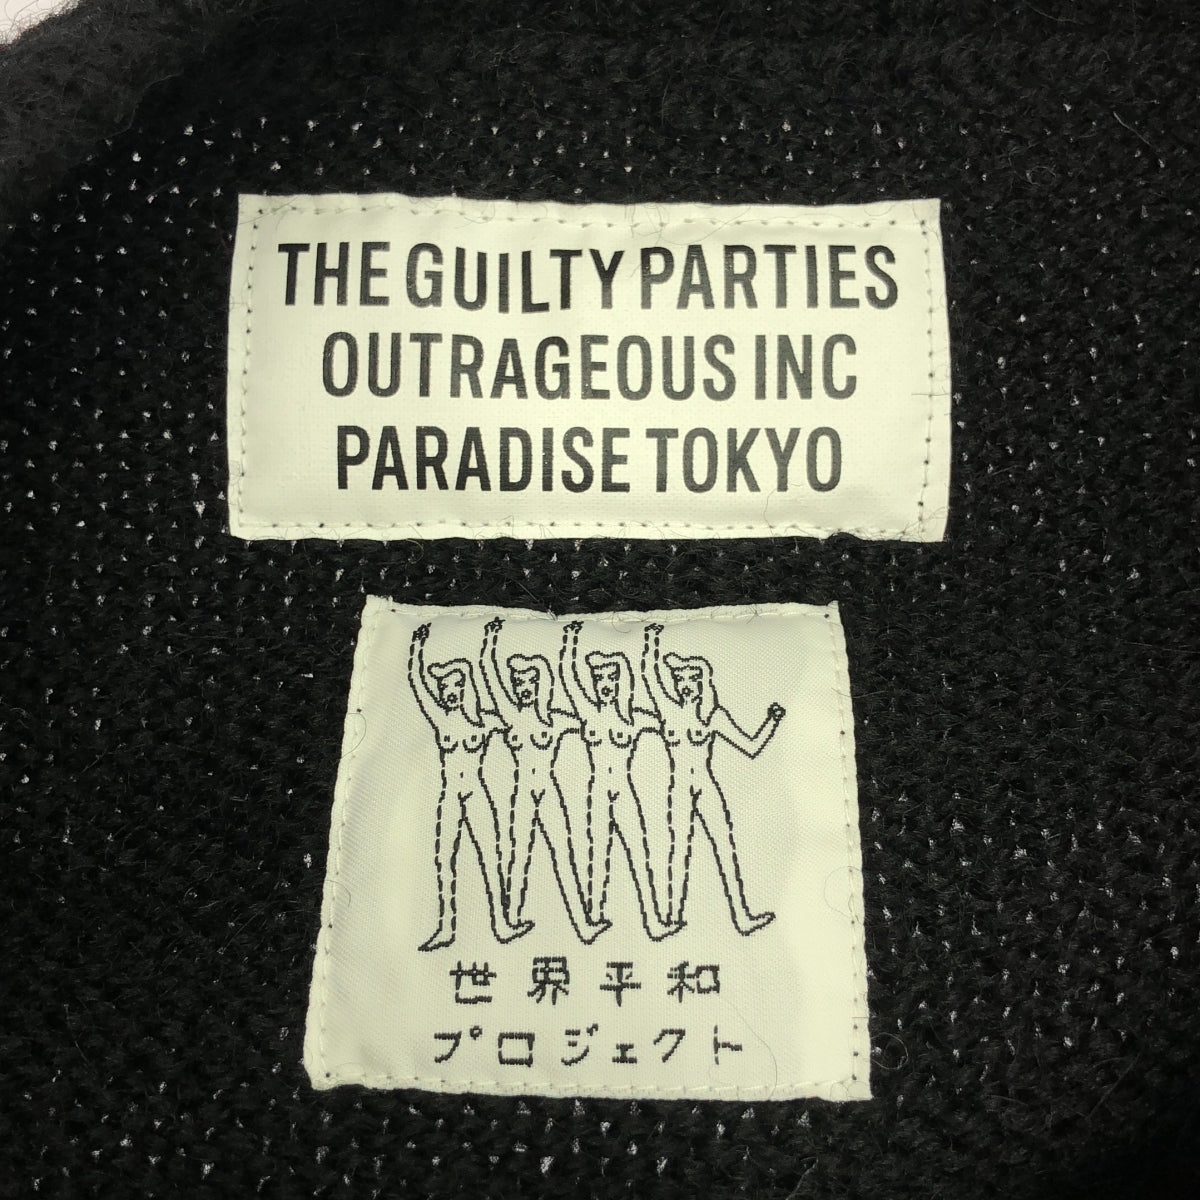 THE GUILTY PARTIES
OUTRAGEOUS INC
PARADISE TOKYO
世界平和
プロジェクト